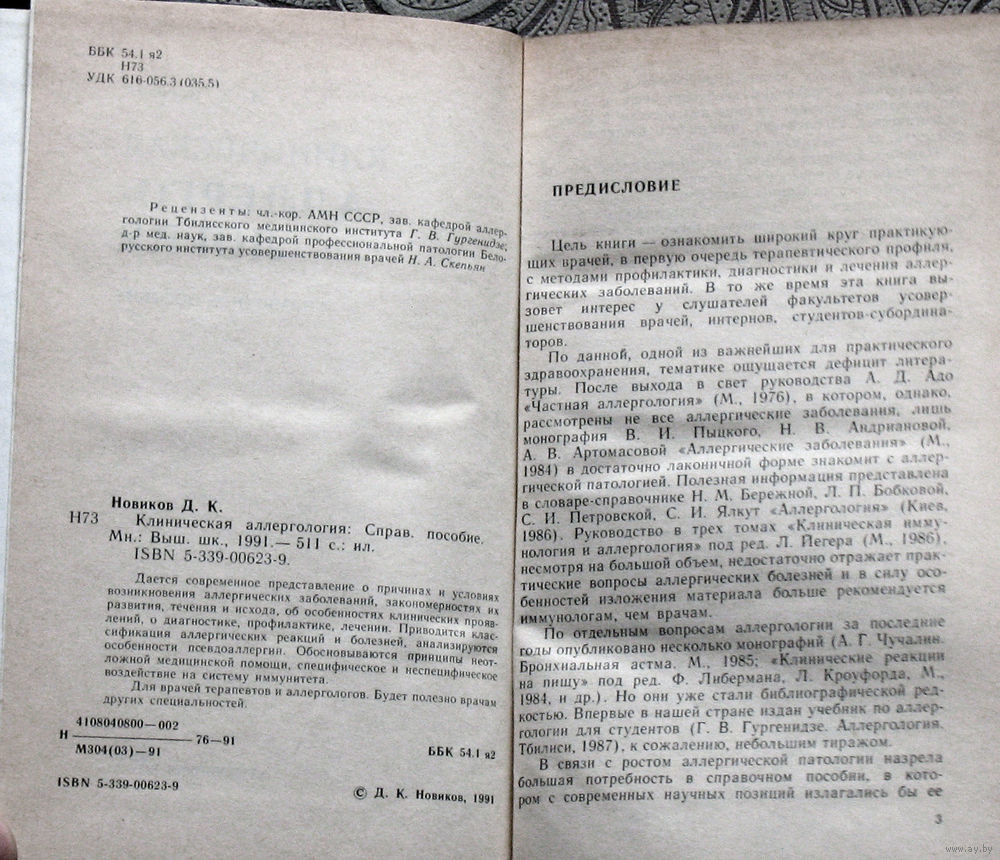 ББК 54.1 я2
Н73
УДК 616-056.3(035.5)
Рецензенты: чл.-кор. АМН СССР, зав. кафедрой аллер-
гологии Тбилисского медицинского института Г. В. Гургенидзе;
д-р мед. наук, зав. кафедрой профессиональной патологии Бело-
русского института усовершенствования врачей Н. А. Скепьян
Новиков Д. К.
Н73 Клиническая аллергология: Справ. пособие.
Мн.: Выш. шк., 1991.— 511 с.: ил.
ISBN 5-339-00623-9.
Дается современное представление о причинах и условиях
возникновения аллергических заболеваний, закономерностях их
развития, течения и исхода, об особенностях клинических прояв-
лений, о диагностике, профилактике, лечении. Приводится клас-
сификация аллергических реакций и болезней, анализируются
особенности псевдоаллергии. Обосновываются принципы неот-
ложной медицинской помощи, специфическое и неспецифическое
воздействие на систему иммунитета.
Для врачей терапевтов и аллергологов. Будет полезно врачам
других специальностей.
Н 4108040800—002
76—91
М304(03)—91
ББК 54.1 я2
ISBN 5-339-00623-9
© Д. К. Новиков, 1991
ПРЕДИСЛОВИЕ
Цель книги — ознакомить широкий круг практикую-
щих врачей, в первую очередь терапевтического профиля,
с методами профилактики, диагностики и лечения аллер-
гических заболеваний. В то же время эта книга вы-
зовет интерес у слушателей факультетов усовер-
шенствования врачей, интернов, студентов-субордина-
торов.
По данной, одной из важнейших для практического
здравоохранения, тематике ощущается дефицит литера-
туры. После выхода в свет руководства А. Д. Адо
«Частная аллергология» (М., 1976), в котором, однако,
рассмотрены не все аллергические заболевания, лишь
монография В. И. Пыцкого, Н. В. Андриановой,
А. В. Артомасовой «Аллергические заболевания» (М.,
1984) в достаточно лаконичной форме знакомит с аллер-
гической патологией. Полезная информация представлена
в словаре-справочнике Н. М. Бережной, Л. П. Бобковой,
С. И. Петровской, С. И. Ялкут «Аллергология» (Киев,
1986). Руководство в трех томах «Клиническая имму-
нология и аллергология» под ред. Л. Йегера (М., 1986),
несмотря на большой объем, недостаточно отражает прак-
тические вопросы аллергических болезней и в силу осо-
бенностей изложения материала больше рекомендуется
иммунологам, чем врачам.
По отдельным вопросам аллергологии за последние
годы опубликовано несколько монографий (А. Г. Чучалин.
Бронхиальная астма. М., 1985; «Клинические реакции
на пищу» под ред. Ф. Либермана, Л. Кроуфорда, М.,
1984, и др.). Но они уже стали библиографической ред-
костью. Впервые в нашей стране издан учебник по аллер-
гологии для студентов (Г. В. Гургенидзе. Аллергология.
Тбилиси, 1987), к сожалению, небольшим тиражом.
В связи с ростом аллергической патологии назрела
большая потребность в справочном пособии, в кото-
ром с современных научных позиций излагались бы ее
3
www.ay.by